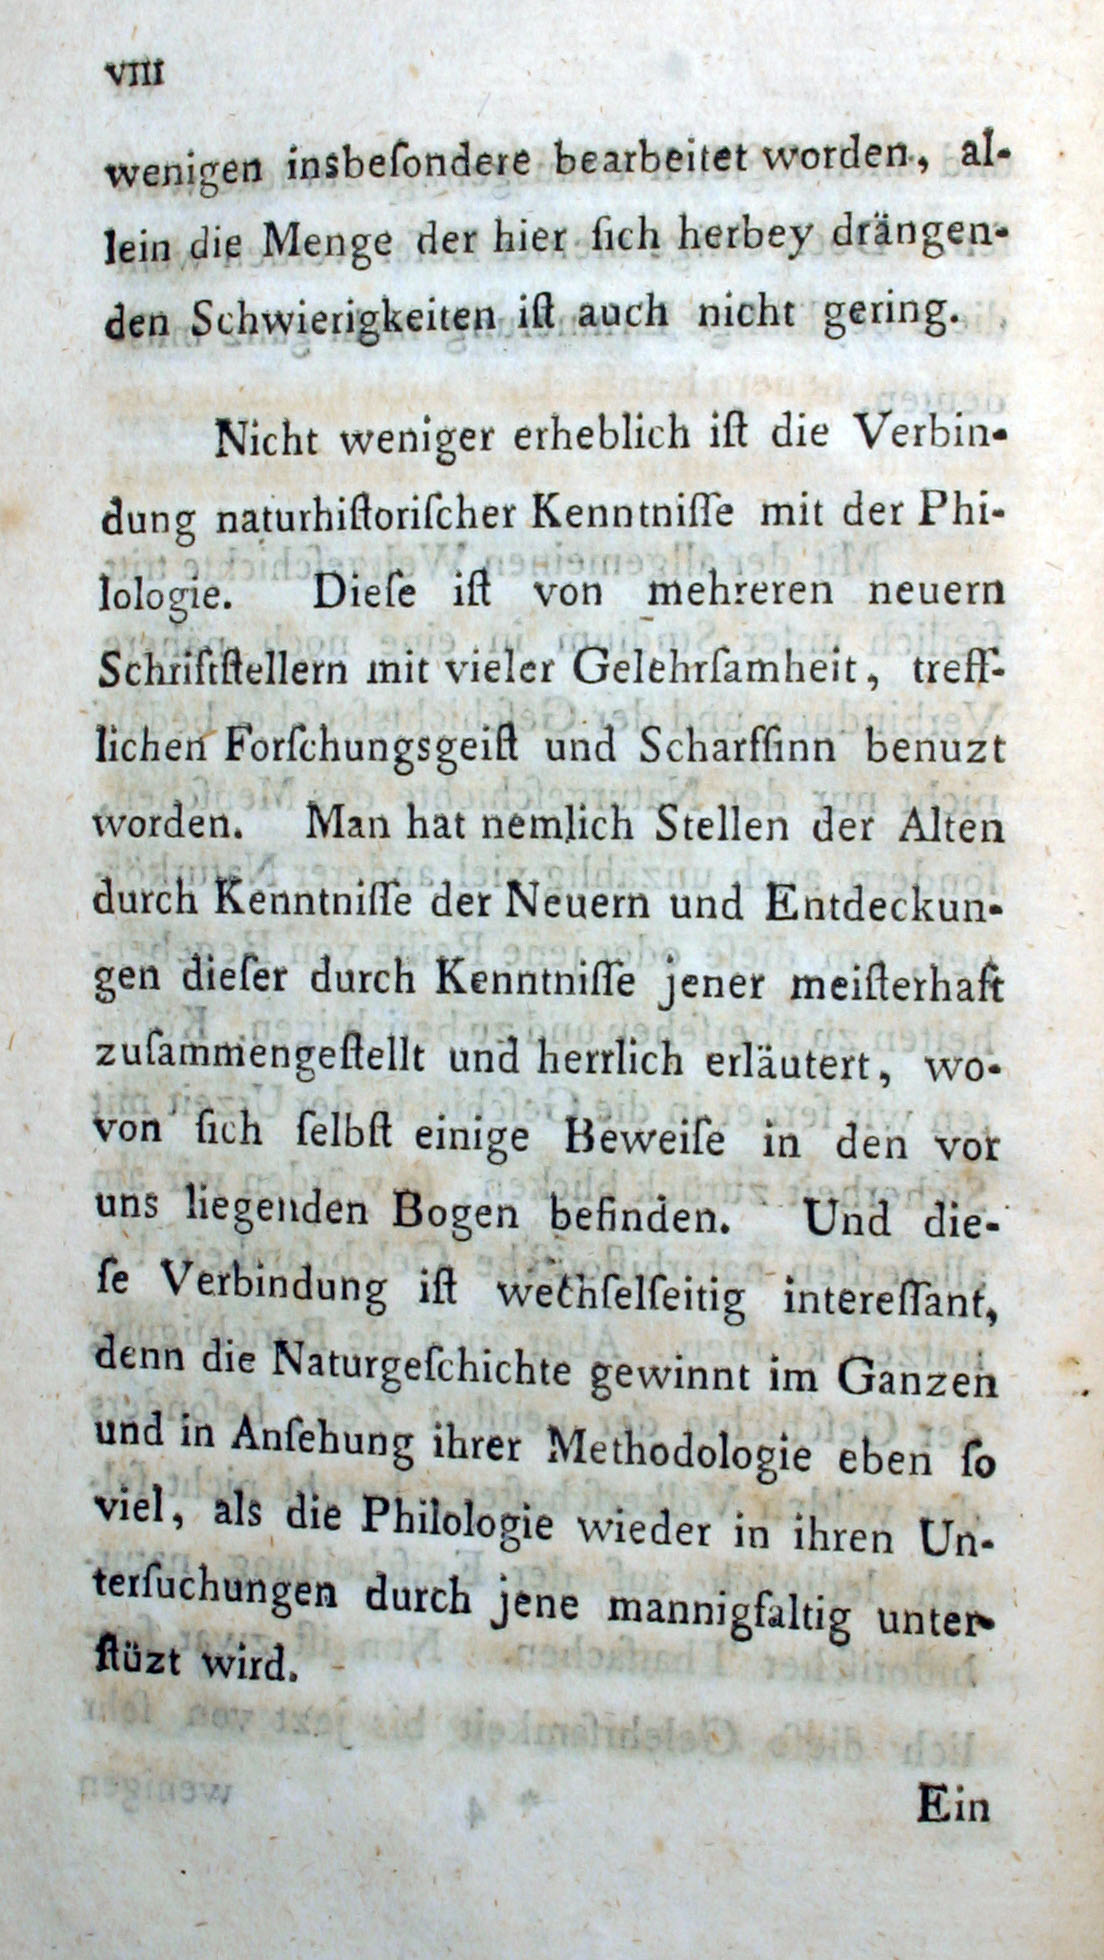 VIII
wenigen insbeſondere bearbeitet worden, al-
lein die Menge der hier ſich herbey drängen-
den Schwierigkeiten iſt auch nicht gering.
Nicht weniger erheblich iſt die Verbin-
dung naturhiſtoriſcher Kenntniſſe mit der Phi-
lologie. Dieſe iſt von mehreren neuern
Schriftſtellern mit vieler Gelehrſamheit, treff-
lichen Forſchungsgeiſt und Scharfſinn benuzt
worden. Man hat nemlich Stellen der Alten
durch Kenntniſſe der Neuern und Entdeckun-
gen dieſer durch Kenntniſſe jener meiſterhaft
zuſammengeſtellt und herrlich erläutert, wo-
von ſich ſelbſt einige Beweiſe in den vor
uns liegenden Bogen befinden. Und die-
ſe Verbindung iſt wechſelſeitig intereſſant,
denn die Naturgeſchichte gewinnt im Ganzen
und in Anſehung ihrer Methodologie eben ſo
viel, als die Philologie wieder in ihren Un-
terſuchungen durch jene mannigfaltig unter-
ſtüzt wird.
Ein